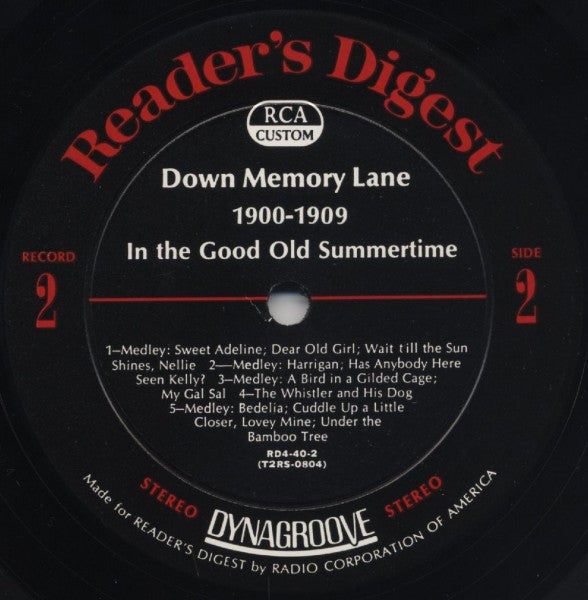 Reader's Digest
RCA
CUSTOM
Down Memory Lane
1900-1909
In the Good Old Summertime
RECORD
2
SIDE
2
1—Medley: Sweet Adeline; Dear Old Girl; Wait till the Sun
Shines, Nellie 2—Medley: Harrigan; Has Anybody Here
Seen Kelly? 3—Medley: A Bird in a Gilded Cage;
My Gal Sal 4—The Whistler and His Dog
5—Medley: Bedelia; Cuddle Up a Little
Closer, Lovey Mine; Under the
Bamboo Tree
RD4-40-2
(T2RS-0804)
STEREO DYNAGROOVE STEREO
Made for READER'S DIGEST by RADIO CORPORATION OF AMERICA